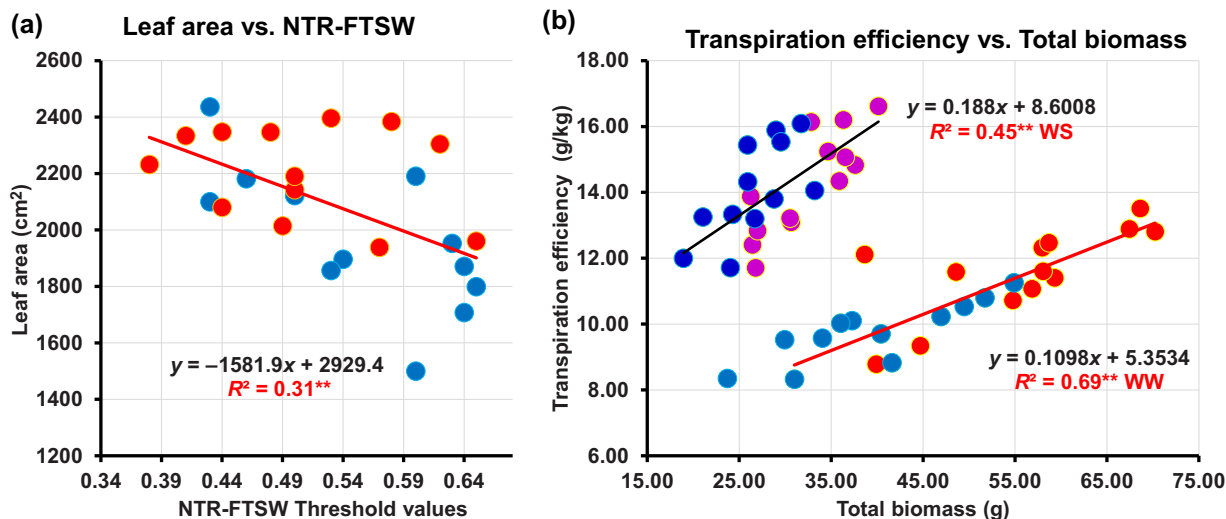 (a)
Leaf area vs. NTR-FTSW
2600
2400
2200
2000
1800
1600
1400
1200
Leaf area (cm²)
y = −1581.9x + 2929.4
R² = 0.31**
0.34 0.39 0.44 0.49 0.54 0.59 0.64
NTR-FTSW Threshold values
(b)
Transpiration efficiency vs. Total biomass
18.00
16.00
14.00
12.00
10.00
8.00
6.00
Transpiration efficiency (g/kg)
y = 0.188x + 8.6008
R² = 0.45** WS
y = 0.1098x + 5.3534
R² = 0.69** WW
15.00 25.00 35.00 45.00 55.00 65.00 75.00
Total biomass (g)